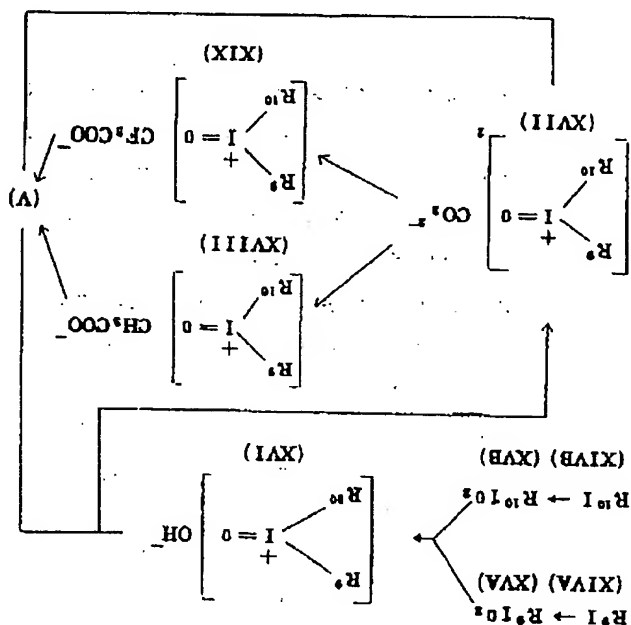 R⁹I → R⁹IO₂
(XIVA) (XVA)
R¹⁰I → R¹⁰IO₂
(XIVB) (XVB)
R⁹
+
I = O
OH⁻
R¹⁰
(XVI)
R⁹
+
I = O
CO₃²⁻
R¹⁰
2
(XVII)
R⁹
+
I = O
CH₃COO⁻
R¹⁰
(XVIII)
R⁹
+
I = O
CF₃COO⁻
R¹⁰
(XIX)
(V)